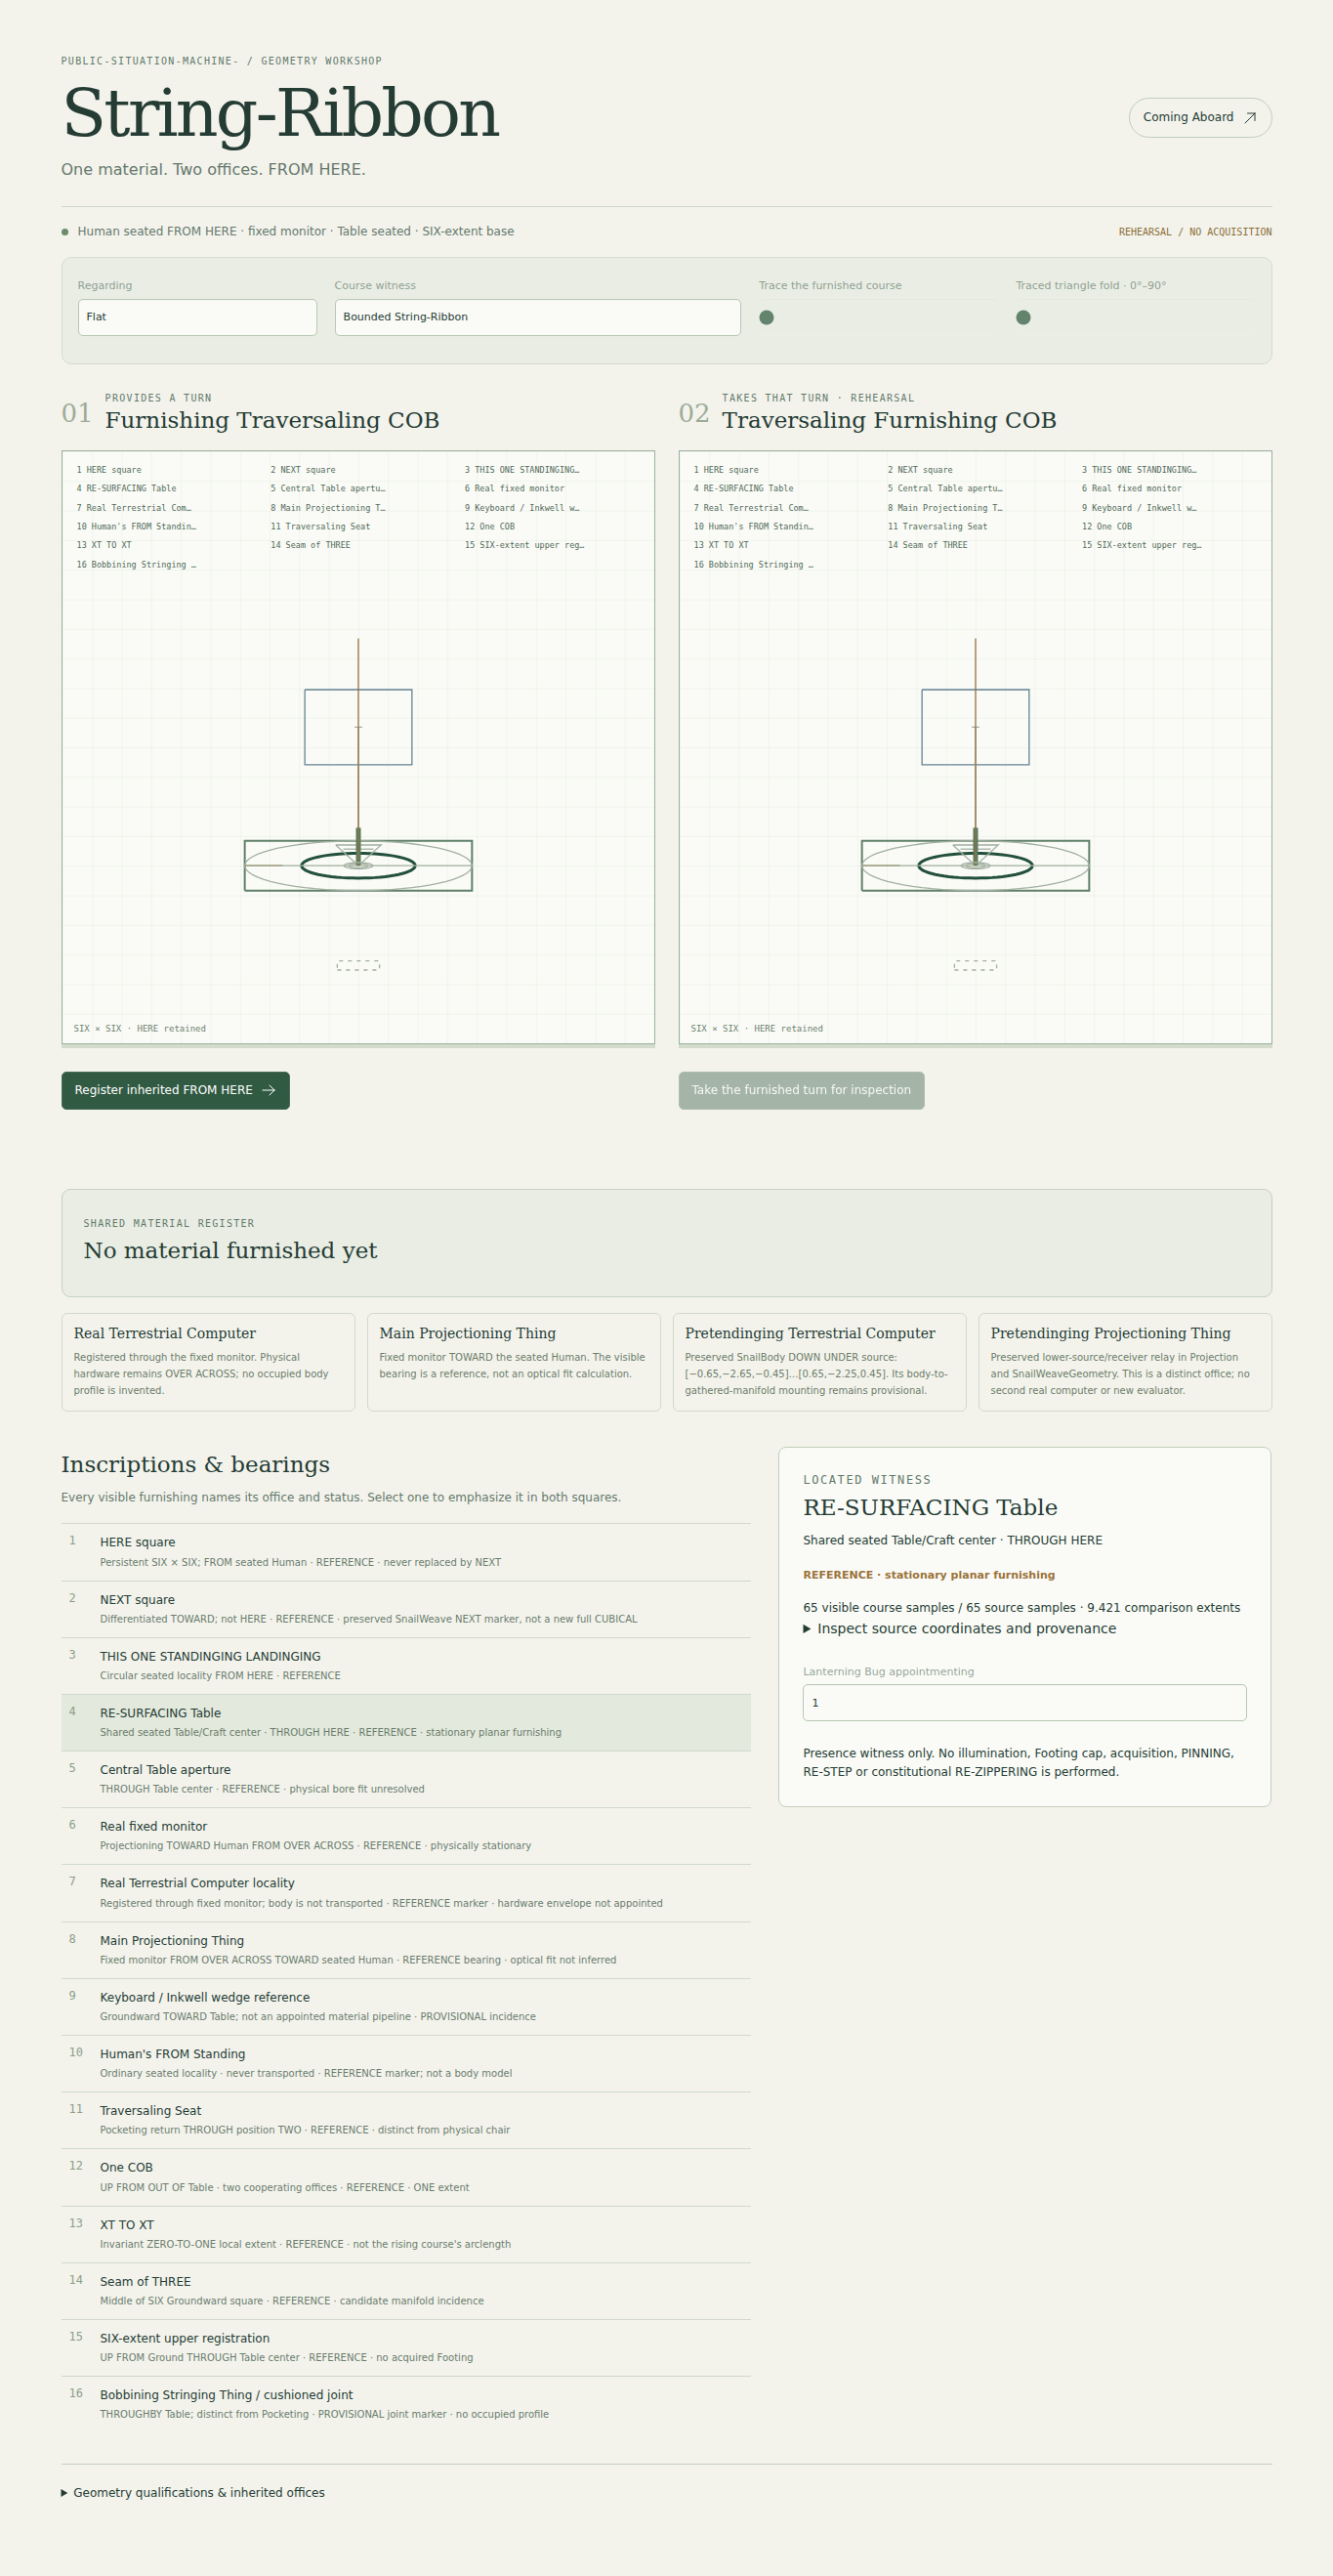 PUBLIC-SITUATION-MACHINE- / GEOMETRY WORKSHOP
String-Ribbon
Coming Aboard
One material. Two offices. FROM HERE.
Human seated FROM HERE · fixed monitor · Table seated · SIX-extent base
REHEARSAL / NO ACQUISITION
Regarding
Course witness
Trace the furnished course
Traced triangle fold · 0°–90°
Flat
Bounded String-Ribbon
01
PROVIDES A TURN
Furnishing Traversaling COB
1 HERE square
2 NEXT square
3 THIS ONE STANDINGING…
4 RE-SURFACING Table
5 Central Table apertu…
6 Real fixed monitor
7 Real Terrestrial Com…
8 Main Projectioning T…
9 Keyboard / Inkwell w…
10 Human's FROM Standin…
11 Traversaling Seat
12 One COB
13 XT TO XT
14 Seam of THREE
15 SIX-extent upper reg…
16 Bobbining Stringing …
SIX × SIX · HERE retained
Register inherited FROM HERE
02
TAKES THAT TURN · REHEARSAL
Traversaling Furnishing COB
1 HERE square
2 NEXT square
3 THIS ONE STANDINGING…
4 RE-SURFACING Table
5 Central Table apertu…
6 Real fixed monitor
7 Real Terrestrial Com…
8 Main Projectioning T…
9 Keyboard / Inkwell w…
10 Human's FROM Standin…
11 Traversaling Seat
12 One COB
13 XT TO XT
14 Seam of THREE
15 SIX-extent upper reg…
16 Bobbining Stringing …
SIX × SIX · HERE retained
Take the furnished turn for inspection
SHARED MATERIAL REGISTER
No material furnished yet
Real Terrestrial Computer
Registered through the fixed monitor. Physical
hardware remains OVER ACROSS; no occupied body
profile is invented.
Main Projectioning Thing
Fixed monitor TOWARD the seated Human. The visible
bearing is a reference, not an optical fit calculation.
Pretendinging Terrestrial Computer
Preserved SnailBody DOWN UNDER source:
[−0.65,−2.65,−0.45]…[0.65,−2.25,0.45]. Its body-to-
gathered-manifold mounting remains provisional.
Pretendinging Projectioning Thing
Preserved lower-source/receiver relay in Projection
and SnailWeaveGeometry. This is a distinct office; no
second real computer or new evaluator.
Inscriptions & bearings
Every visible furnishing names its office and status. Select one to emphasize it in both squares.
1
HERE square
Persistent SIX × SIX; FROM seated Human · REFERENCE · never replaced by NEXT
2
NEXT square
Differentiated TOWARD; not HERE · REFERENCE · preserved SnailWeave NEXT marker, not a new full CUBICAL
3
THIS ONE STANDINGING LANDINGING
Circular seated locality FROM HERE · REFERENCE
4
RE-SURFACING Table
Shared seated Table/Craft center · THROUGH HERE · REFERENCE · stationary planar furnishing
5
Central Table aperture
THROUGH Table center · REFERENCE · physical bore fit unresolved
6
Real fixed monitor
Projectioning TOWARD Human FROM OVER ACROSS · REFERENCE · physically stationary
7
Real Terrestrial Computer locality
Registered through fixed monitor; body is not transported · REFERENCE marker · hardware envelope not appointed
8
Main Projectioning Thing
Fixed monitor FROM OVER ACROSS TOWARD seated Human · REFERENCE bearing · optical fit not inferred
9
Keyboard / Inkwell wedge reference
Groundward TOWARD Table; not an appointed material pipeline · PROVISIONAL incidence
10
Human's FROM Standing
Ordinary seated locality · never transported · REFERENCE marker; not a body model
11
Traversaling Seat
Pocketing return THROUGH position TWO · REFERENCE · distinct from physical chair
12
One COB
UP FROM OUT OF Table · two cooperating offices · REFERENCE · ONE extent
13
XT TO XT
Invariant ZERO-TO-ONE local extent · REFERENCE · not the rising course's arclength
14
Seam of THREE
Middle of SIX Groundward square · REFERENCE · candidate manifold incidence
15
SIX-extent upper registration
UP FROM Ground THROUGH Table center · REFERENCE · no acquired Footing
16
Bobbining Stringing Thing / cushioned joint
THROUGHBY Table; distinct from Pocketing · PROVISIONAL joint marker · no occupied profile
LOCATED WITNESS
RE-SURFACING Table
Shared seated Table/Craft center · THROUGH HERE
REFERENCE · stationary planar furnishing
65 visible course samples / 65 source samples · 9.421 comparison extents
Inspect source coordinates and provenance
Lanterning Bug appointmenting
1
Presence witness only. No illumination, Footing cap, acquisition, PINNING,
RE-STEP or constitutional RE-ZIPPERING is performed.
Geometry qualifications & inherited offices